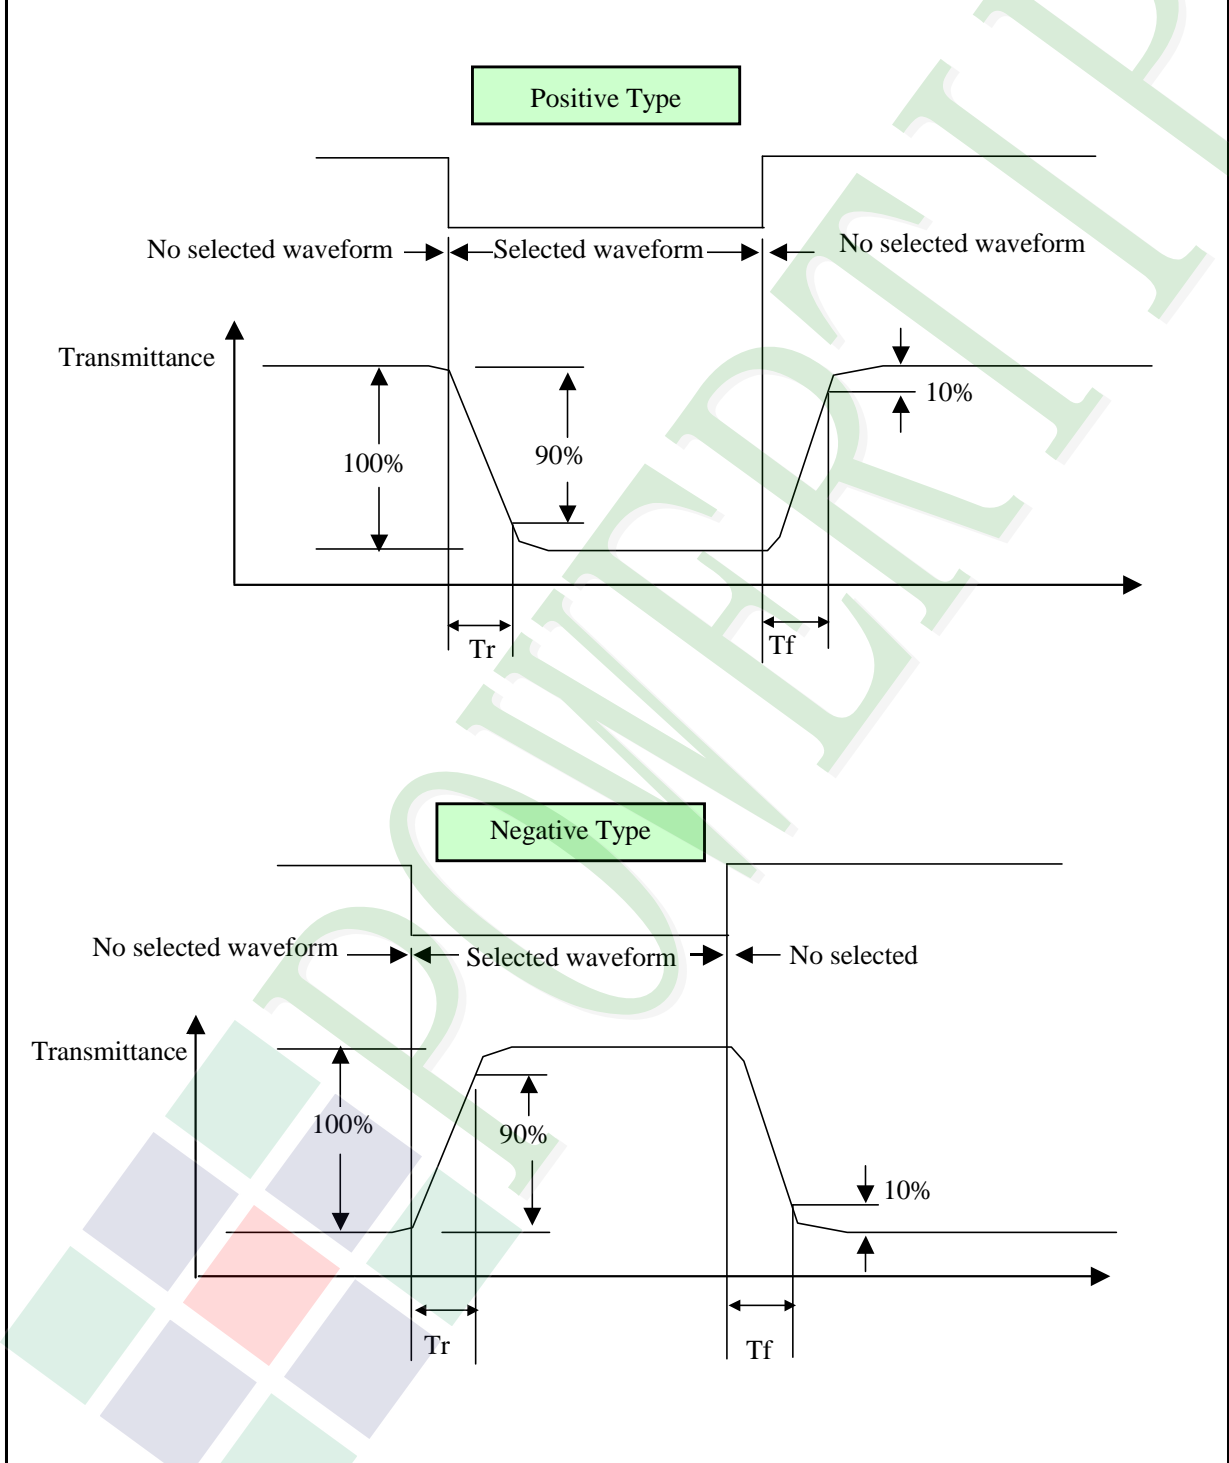 Positive Type
No selected waveform
Selected waveform
No selected waveform
Transmittance
10%
100%
90%
Tr
Tf
Negative Type
No selected waveform
Selected waveform
No selected
Transmittance
100%
90%
10%
Tr
Tf
POWERTIP